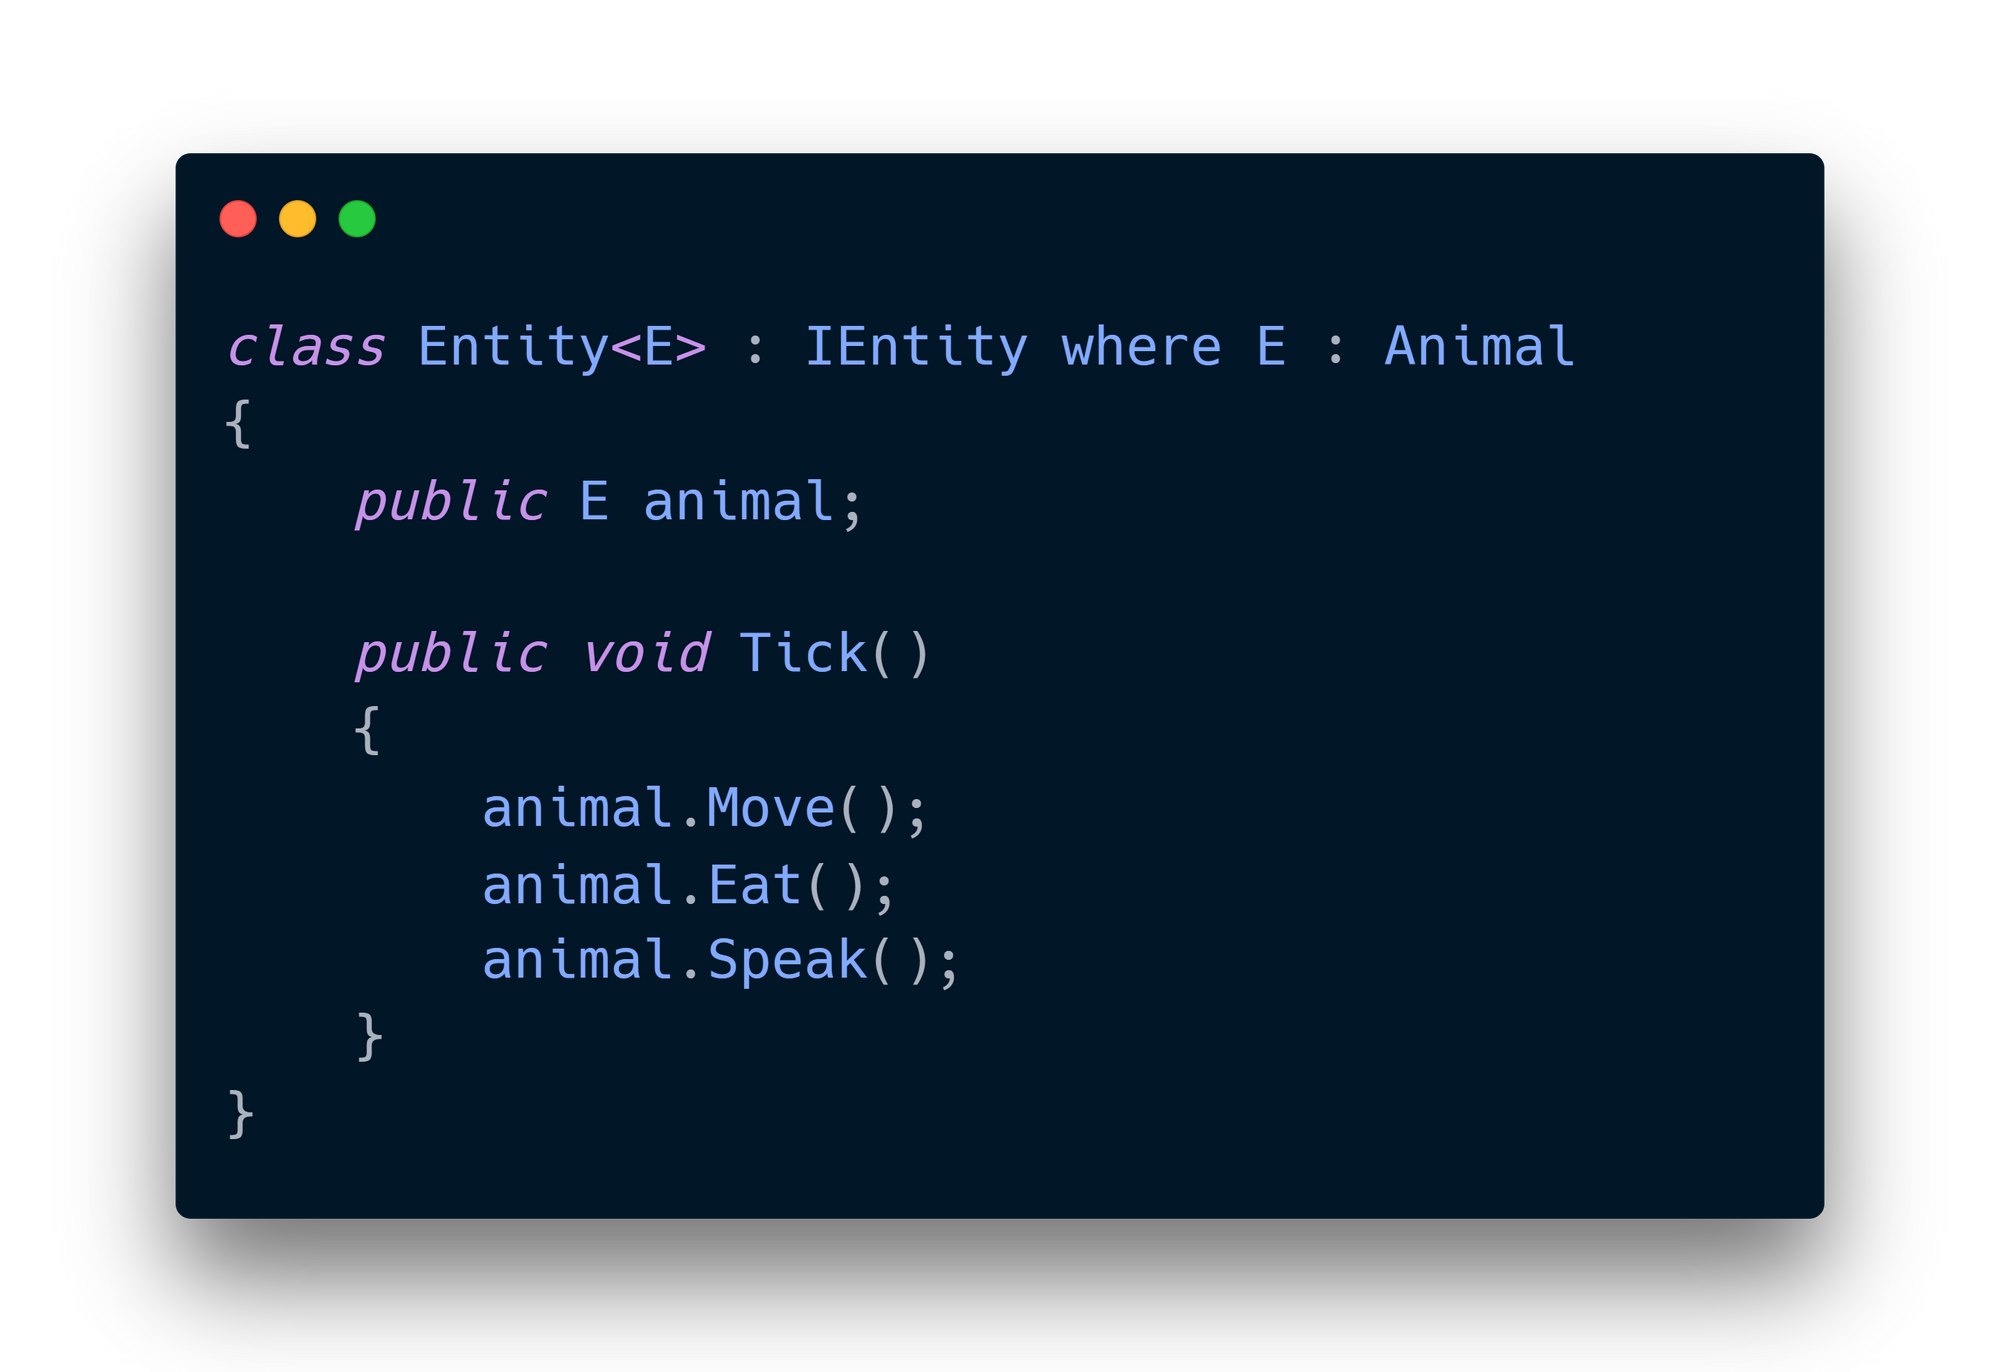 class Entity<E> : IEntity where E : Animal
{
    public E animal;

    public void Tick()
    {
        animal.Move();
        animal.Eat();
        animal.Speak();
    }
}